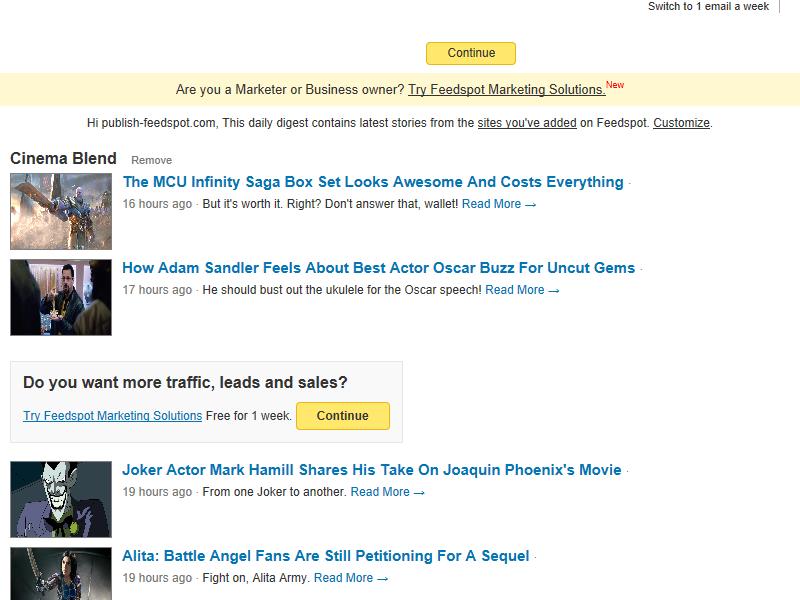 Switch to 1 email a week
Continue
Are you a Marketer or Business owner? Try Feedspot Marketing Solutions.New
Hi publish-feedspot.com, This daily digest contains latest stories from the sites you've added on Feedspot. Customize.
Cinema Blend Remove
The MCU Infinity Saga Box Set Looks Awesome And Costs Everything ·
16 hours ago · But it's worth it. Right? Don't answer that, wallet! Read More →
How Adam Sandler Feels About Best Actor Oscar Buzz For Uncut Gems ·
17 hours ago · He should bust out the ukulele for the Oscar speech! Read More →
Do you want more traffic, leads and sales?
Try Feedspot Marketing Solutions Free for 1 week. Continue
Joker Actor Mark Hamill Shares His Take On Joaquin Phoenix's Movie ·
19 hours ago · From one Joker to another. Read More →
Alita: Battle Angel Fans Are Still Petitioning For A Sequel ·
19 hours ago · Fight on, Alita Army. Read More →